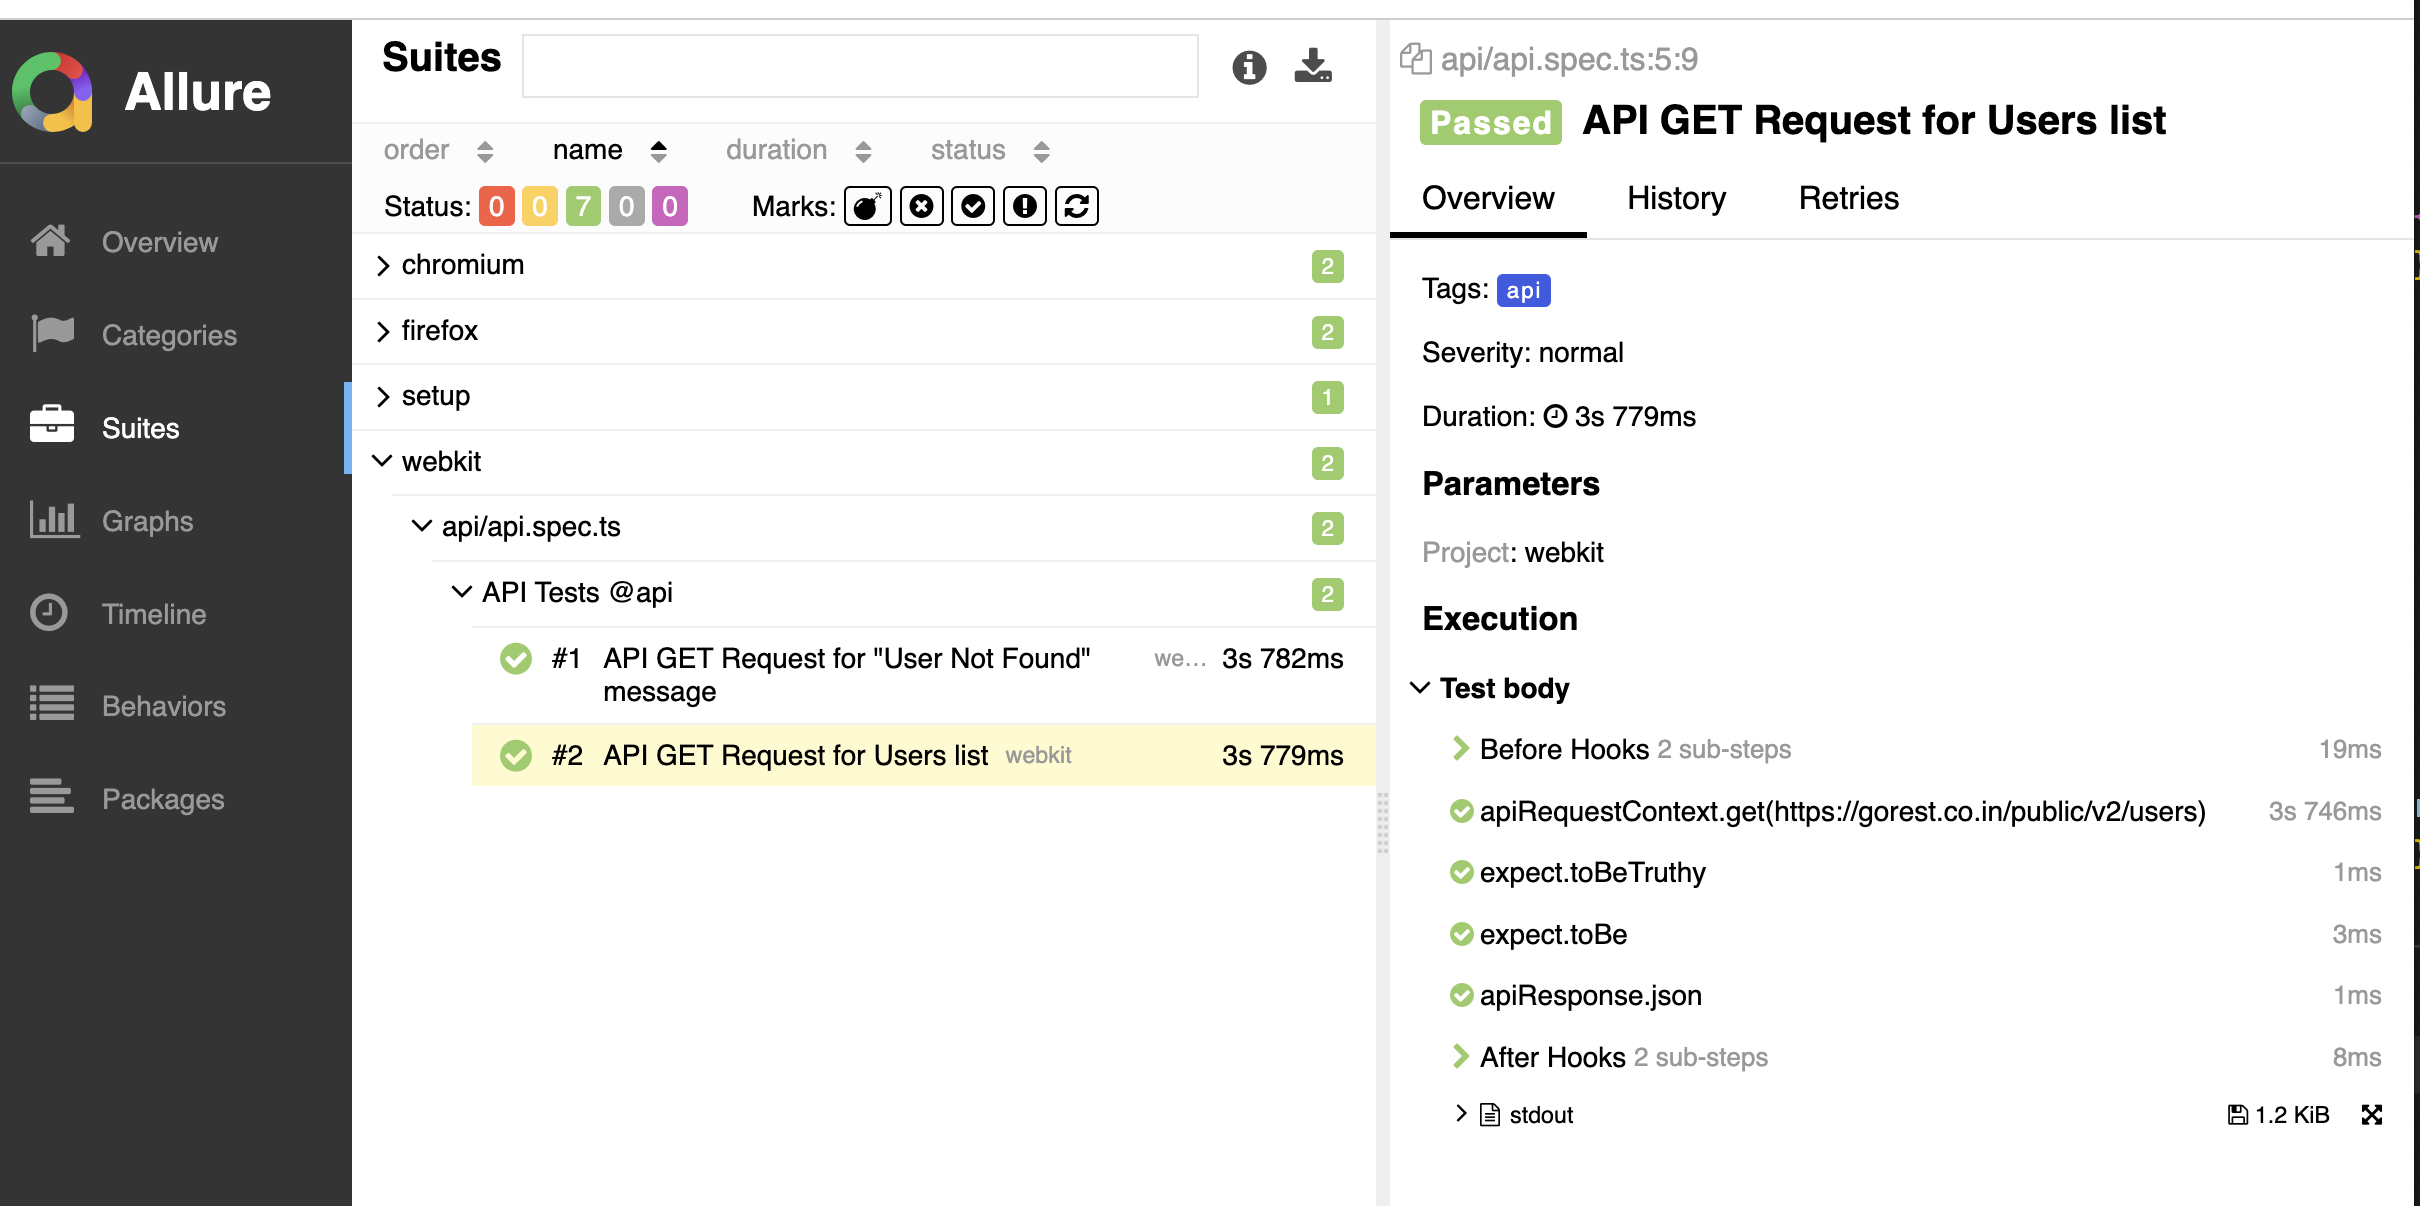 Allure
Overview
Categories
Suites
Graphs
Timeline
Behaviors
Packages
Suites
order name duration status
Status: 0 0 7 0 0 Marks:
chromium 2
firefox 2
setup 1
webkit 2
api/api.spec.ts 2
API Tests @api 2
#1 API GET Request for "User Not Found" we... 3s 782ms
message
#2 API GET Request for Users list webkit 3s 779ms
api/api.spec.ts:5:9
Passed API GET Request for Users list
Overview History Retries
Tags: api
Severity: normal
Duration: 3s 779ms
Parameters
Project: webkit
Execution
Test body
Before Hooks 2 sub-steps 19ms
apiRequestContext.get(https://gorest.co.in/public/v2/users) 3s 746ms
expect.toBeTruthy 1ms
expect.toBe 3ms
apiResponse.json 1ms
After Hooks 2 sub-steps 8ms
stdout 1.2 KiB